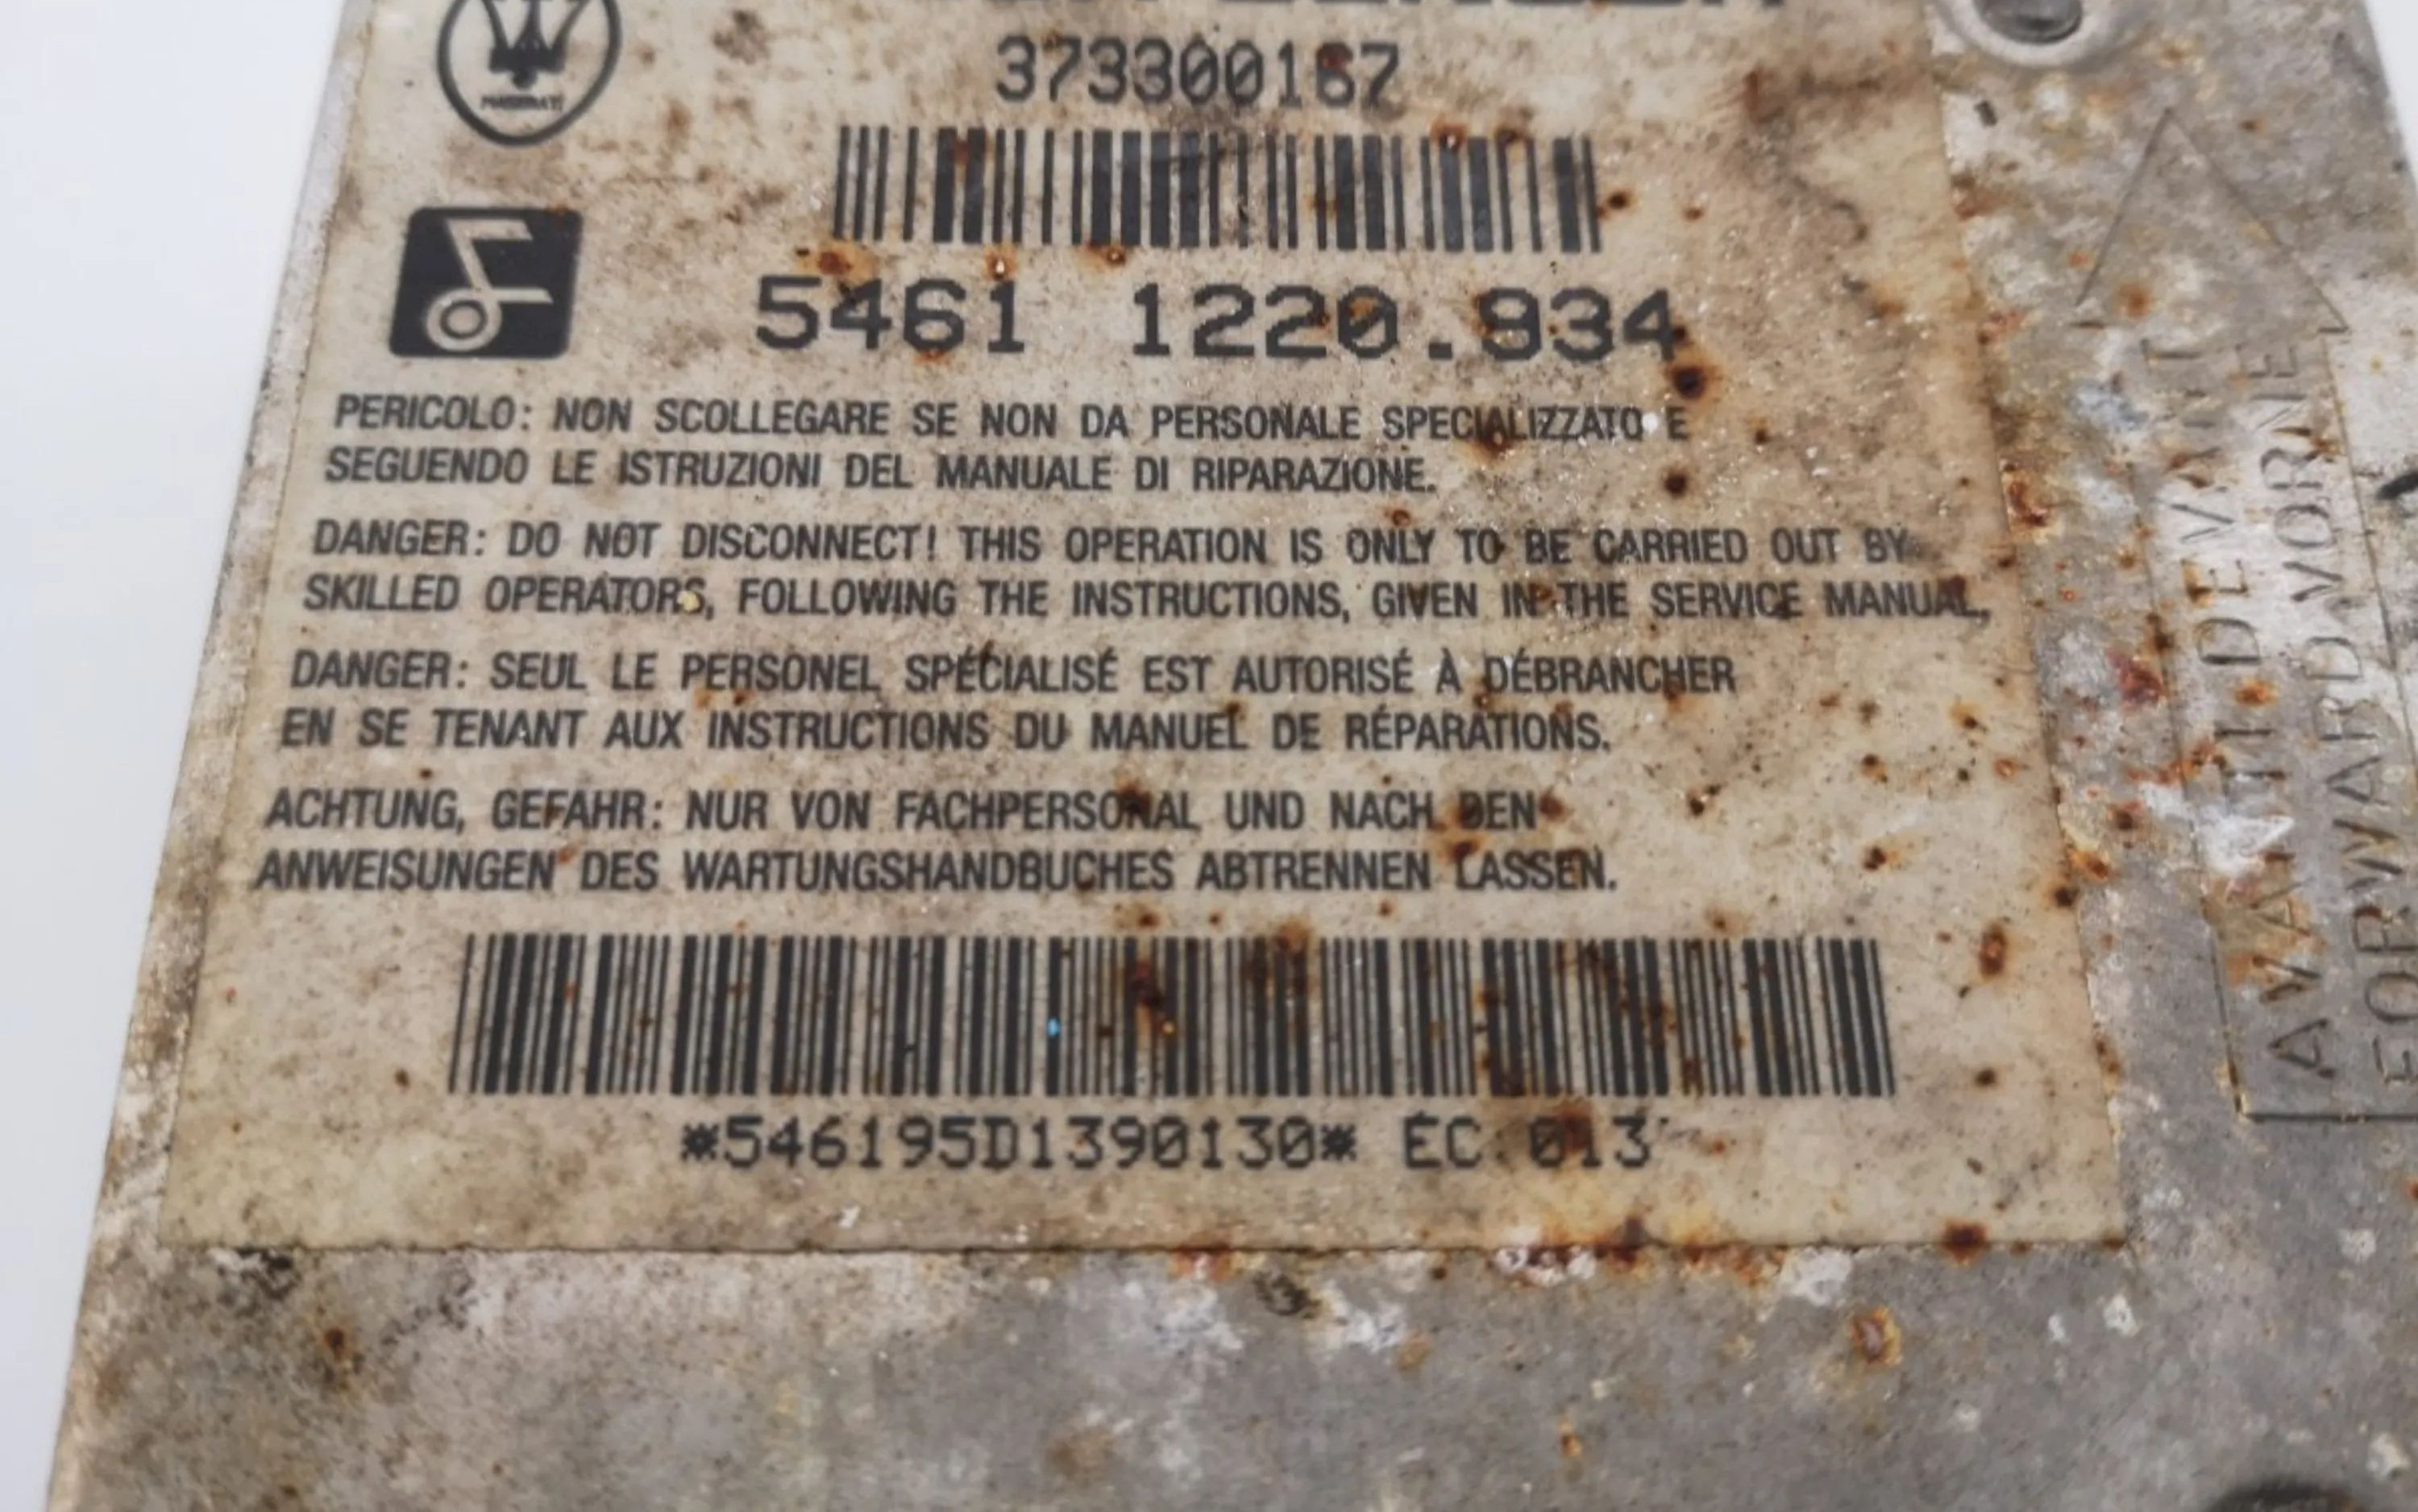 MASERATI
373300167
5461 1220.934
PERICOLO: NON SCOLLEGARE SE NON DA PERSONALE SPECIALIZZATO E
SEGUENDO LE ISTRUZIONI DEL MANUALE DI RIPARAZIONE.
DANGER: DO NOT DISCONNECT! THIS OPERATION IS ONLY TO BE CARRIED OUT BY
SKILLED OPERATORS, FOLLOWING THE INSTRUCTIONS, GIVEN IN THE SERVICE MANUAL,
DANGER: SEUL LE PERSONEL SPÉCIALISÉ EST AUTORISÉ À DÉBRANCHER
EN SE TENANT AUX INSTRUCTIONS DU MANUEL DE RÉPARATIONS.
ACHTUNG, GEFAHR: NUR VON FACHPERSONAL UND NACH DEN
ANWEISUNGEN DES WARTUNGSHANDBUCHES ABTRENNEN LASSEN.
*546195D1390130* EC 013
AVANTI DEVANT
FORWARD VORNE